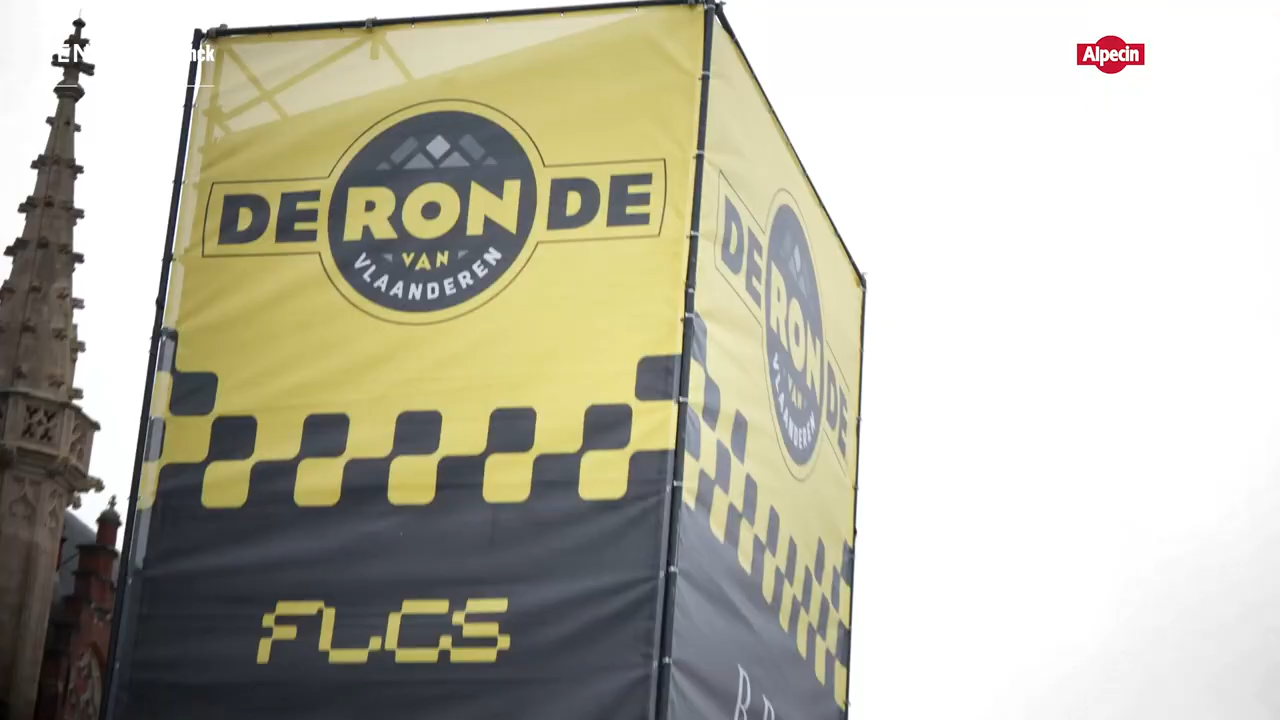 Alpecin
DE RON DE
VAN
VLAANDEREN
DE RON DE
VAN
VLAANDEREN
FLCS